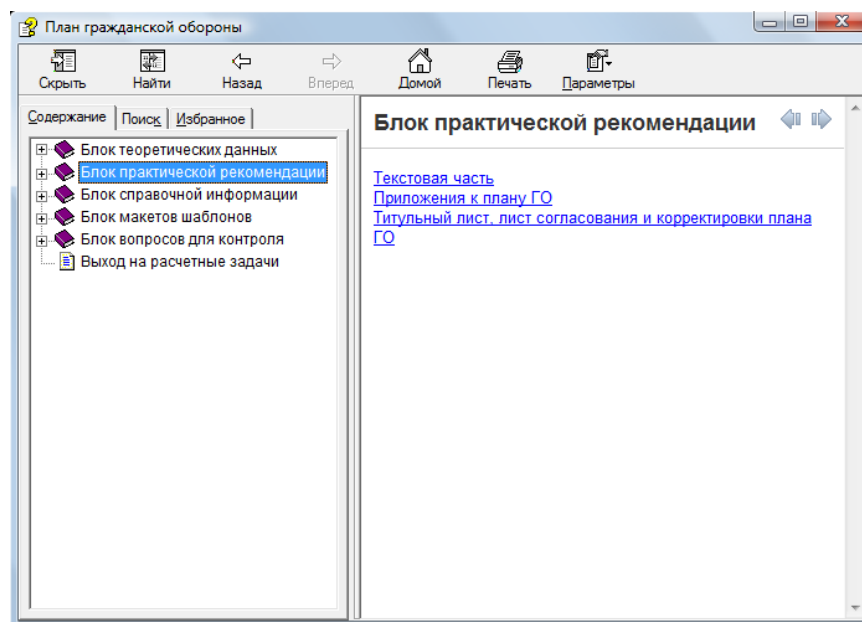 План гражданской обороны
Скрыть Найти Назад Вперед Домой Печать Параметры
Содержание Поиск Избранное
Блок теоретических данных
Блок практической рекомендации
Блок справочной информации
Блок макетов шаблонов
Блок вопросов для контроля
Выход на расчетные задачи
Блок практической рекомендации
Текстовая часть
Приложения к плану ГО
Титульный лист, лист согласования и корректировки плана
ГО